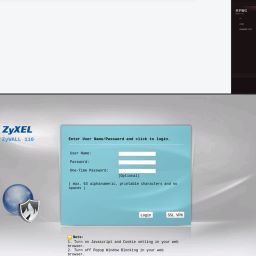 ZyXEL
ZyWALL 110
Enter User Name/Password and click to login.
User Name:
Password:
One-Time Password:
(Optional)
( max. 63 alphanumeric, printable characters and no
spaces )
Login
SSL VPN
Note:
1. Turn on Javascript and Cookie setting in your web
browser.
2. Turn off Popup Window Blocking in your web
browser.